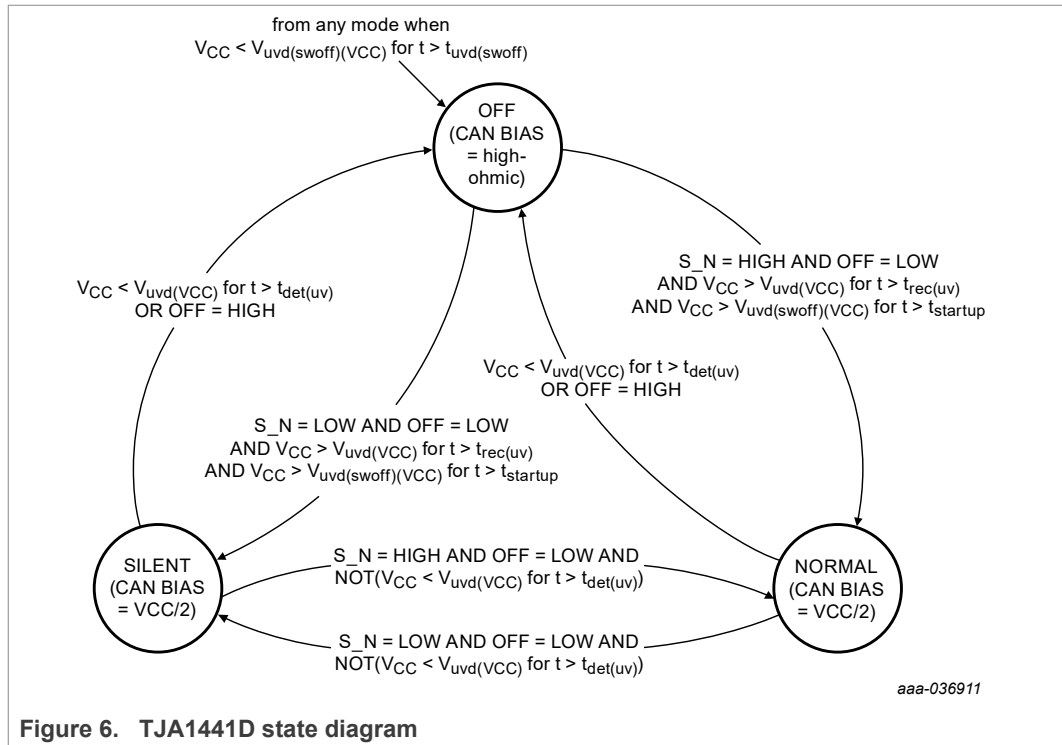 from any mode when
VCC < Vuvd(swoff)(VCC) for t > tuvd(swoff)
OFF
(CAN BIAS
= high-
ohmic)
S_N = HIGH AND OFF = LOW
AND VCC > Vuvd(VCC) for t > trec(uv)
AND VCC > Vuvd(swoff)(VCC) for t > tstartup
VCC < Vuvd(VCC) for t > tdet(uv)
OR OFF = HIGH
VCC < Vuvd(VCC) for t > tdet(uv)
OR OFF = HIGH
S_N = LOW AND OFF = LOW
AND VCC > Vuvd(VCC) for t > trec(uv)
AND VCC > Vuvd(swoff)(VCC) for t > tstartup
SILENT
(CAN BIAS
= VCC/2)
S_N = HIGH AND OFF = LOW AND
NOT(VCC < Vuvd(VCC) for t > tdet(uv))
NORMAL
(CAN BIAS
= VCC/2)
S_N = LOW AND OFF = LOW AND
NOT(VCC < Vuvd(VCC) for t > tdet(uv))
aaa-036911
Figure 6. TJA1441D state diagram